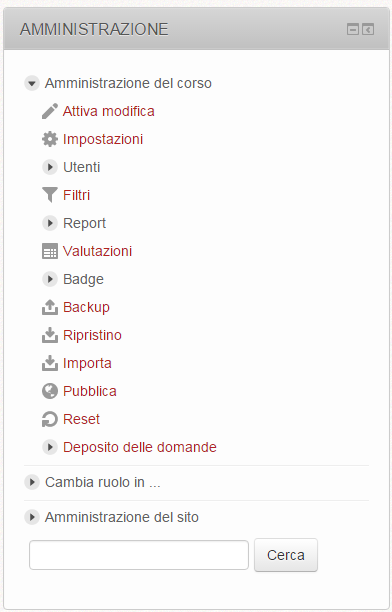 AMMINISTRAZIONE
Amministrazione del corso
Attiva modifica
Impostazioni
Utenti
Filtri
Report
Valutazioni
Badge
Backup
Ripristino
Importa
Pubblica
Reset
Deposito delle domande
Cambia ruolo in ...
Amministrazione del sito
Cerca